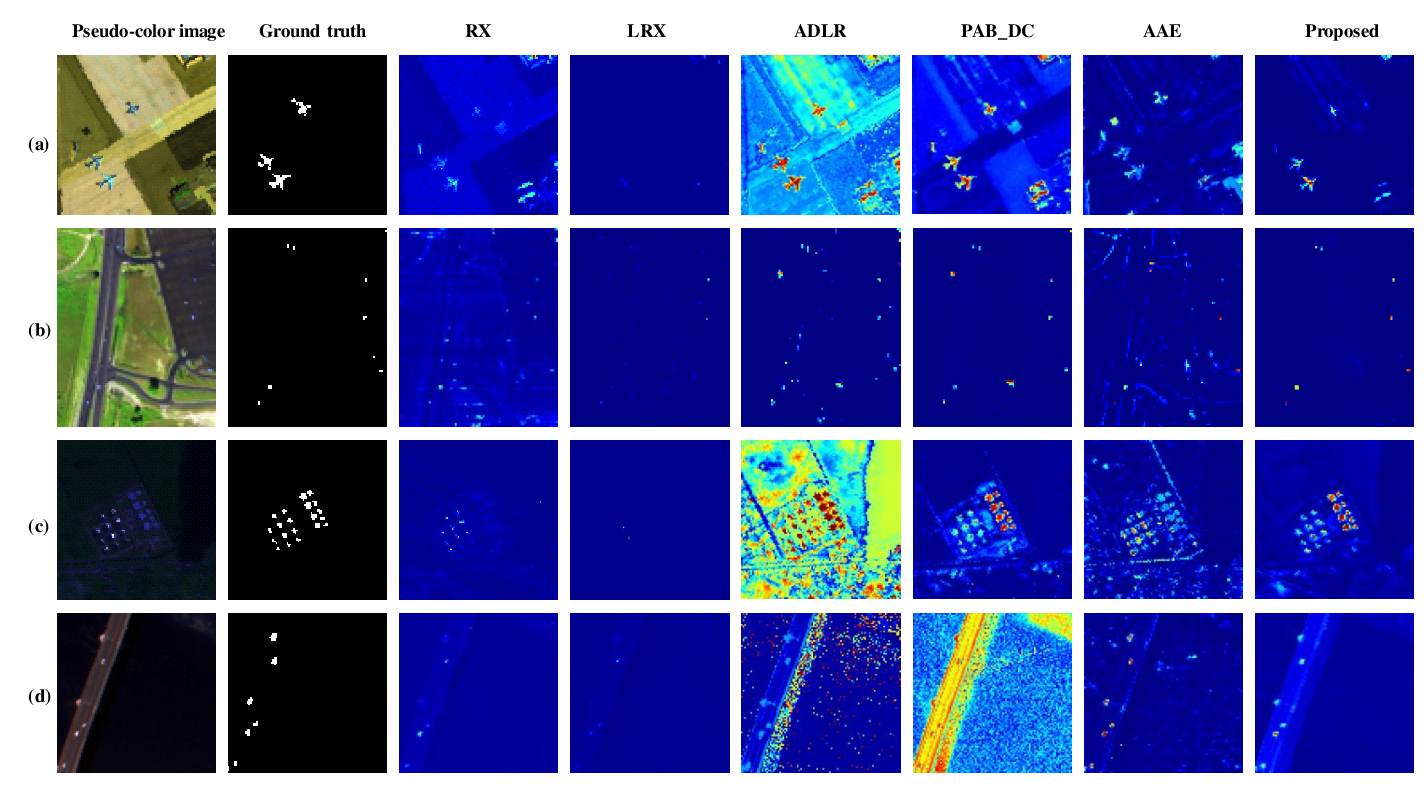 Pseudo-color image Ground truth RX LRX ADLR PAB_DC AAE Proposed
(a)
(b)
(c)
(d)